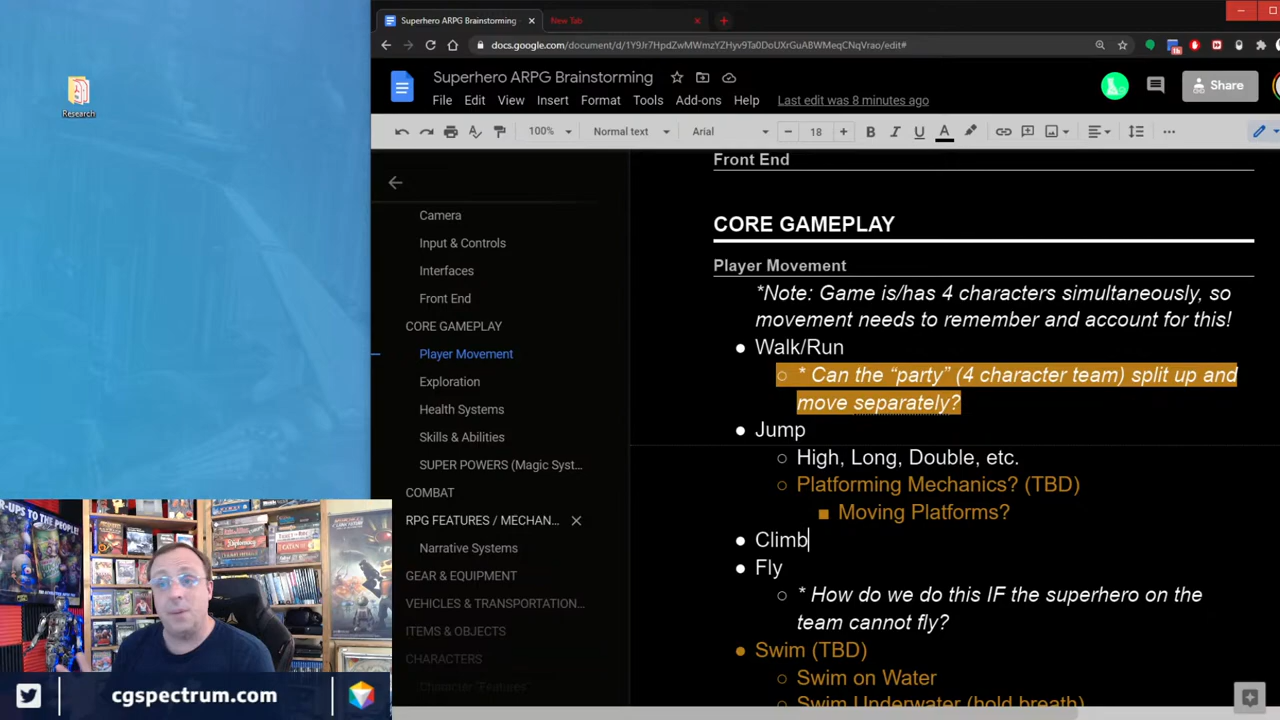 Superhero ARPG Brainstorming
New Tab
docs.google.com/document/d/1Y9Jr7HpdZwMWmzYZHyv9Ta0DoUXrGuABWMeqCNqVrao/edit#
Research
Superhero ARPG Brainstorming
File Edit View Insert Format Tools Add-ons Help Last edit was 8 minutes ago
Share
100% Normal text Arial 18
Camera
Input & Controls
Interfaces
Front End
CORE GAMEPLAY
Player Movement
Exploration
Health Systems
Skills & Abilities
SUPER POWERS (Magic Syst...
COMBAT
RPG FEATURES / MECHAN...
Narrative Systems
GEAR & EQUIPMENT
VEHICLES & TRANSPORTATION...
ITEMS & OBJECTS
CHARACTERS
Character "Features"
Front End
CORE GAMEPLAY
Player Movement
*Note: Game is/has 4 characters simultaneously, so
movement needs to remember and account for this!
● Walk/Run
○ * Can the “party” (4 character team) split up and
move separately?
● Jump
○ High, Long, Double, etc.
○ Platforming Mechanics? (TBD)
■ Moving Platforms?
● Climb
● Fly
○ * How do we do this IF the superhero on the
team cannot fly?
● Swim (TBD)
○ Swim on Water
○ Swim Underwater (hold breath)
cgspectrum.com